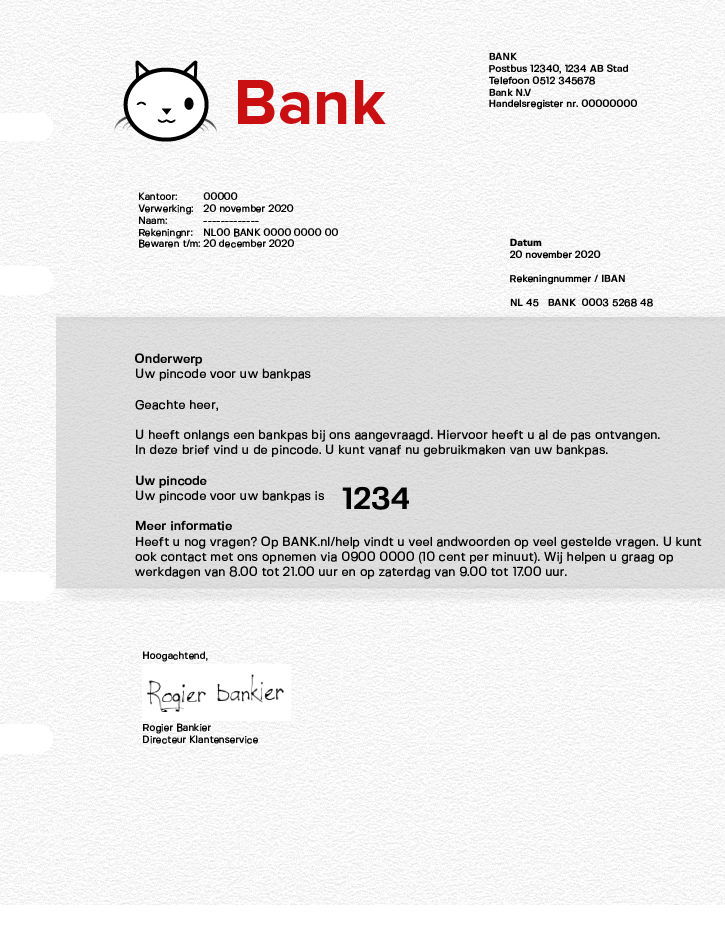 Bank
BANK
Postbus 12340, 1234 AB Stad
Telefoon 0512 345678
Bank N.V
Handelsregister nr. 00000000
Kantoor: 00000
Verwerking: 20 november 2020
Naam: -------------
Rekeningnr: NL00 BANK 0000 0000 00
Bewaren t/m: 20 december 2020
Datum
20 november 2020
Rekeningnummer / IBAN
NL 45 BANK 0003 5268 48
Onderwerp
Uw pincode voor uw bankpas
Geachte heer,
U heeft onlangs een bankpas bij ons aangevraagd. Hiervoor heeft u al de pas ontvangen.
In deze brief vind u de pincode. U kunt vanaf nu gebruikmaken van uw bankpas.
Uw pincode
Uw pincode voor uw bankpas is 1234
Meer informatie
Heeft u nog vragen? Op BANK.nl/help vindt u veel andwoorden op veel gestelde vragen. U kunt
ook contact met ons opnemen via 0900 0000 (10 cent per minuut). Wij helpen u graag op
werkdagen van 8.00 tot 21.00 uur en op zaterdag van 9.00 tot 17.00 uur.
Hoogachtend,
Rogier bankier
Rogier Bankier
Directeur Klantenservice